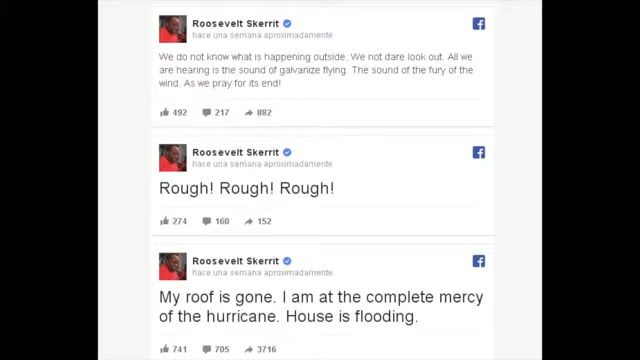 Roosevelt Skerrit
hace una semana aproximadamente
We do not know what is happening outside. We not dare look out. All we
are hearing is the sound of galvanize flying. The sound of the fury of the
wind. As we pray for its end!
492 217 882
Roosevelt Skerrit
hace una semana aproximadamente
Rough! Rough! Rough!
274 160 152
Roosevelt Skerrit
hace una semana aproximadamente
My roof is gone. I am at the complete mercy
of the hurricane. House is flooding.
741 705 3716